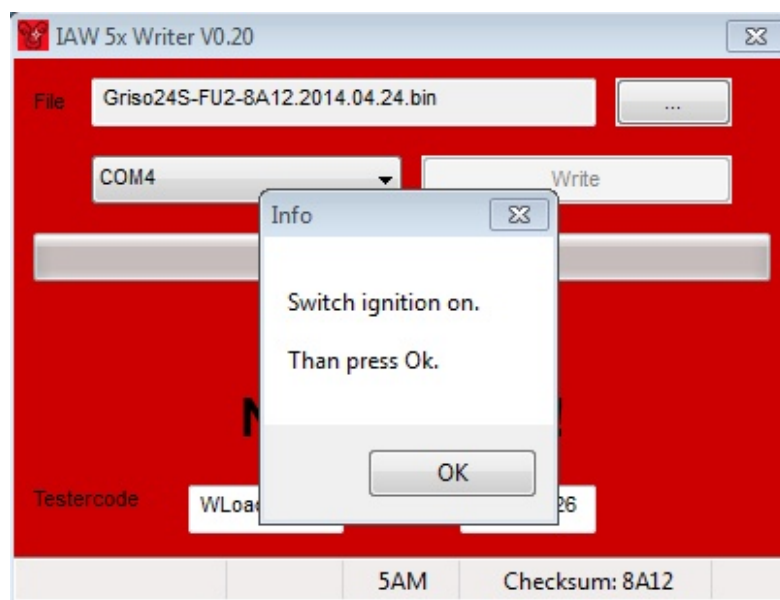 IAW 5x Writer V0.20
File Griso24S-FU2-8A12.2014.04.24.bin ...
COM4 Write
Info
Switch ignition on.
Than press Ok.
OK
Testercode
5AM Checksum: 8A12